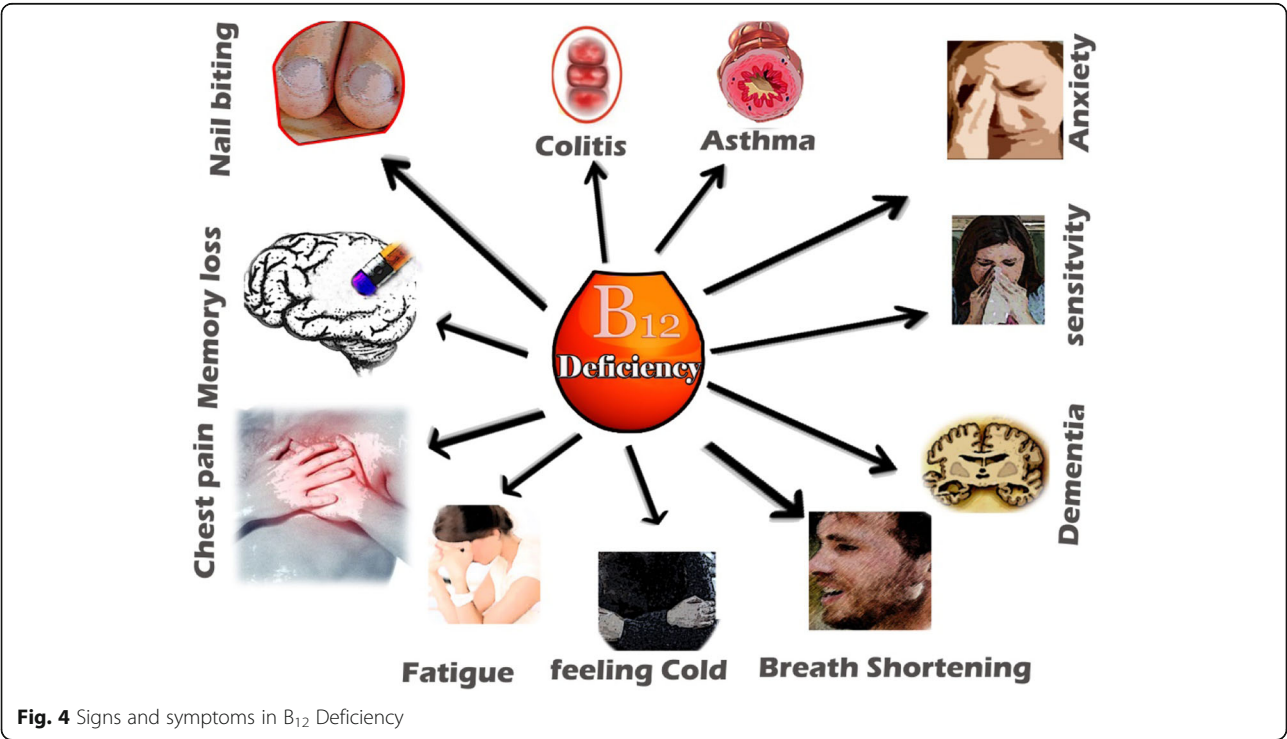 Nail biting
Colitis
Asthma
Anxiety
Memory loss
B12
Deficiency
sensitvity
Chest pain
Dementia
Fatigue
feeling Cold
Breath Shortening
Fig. 4 Signs and symptoms in B12 Deficiency